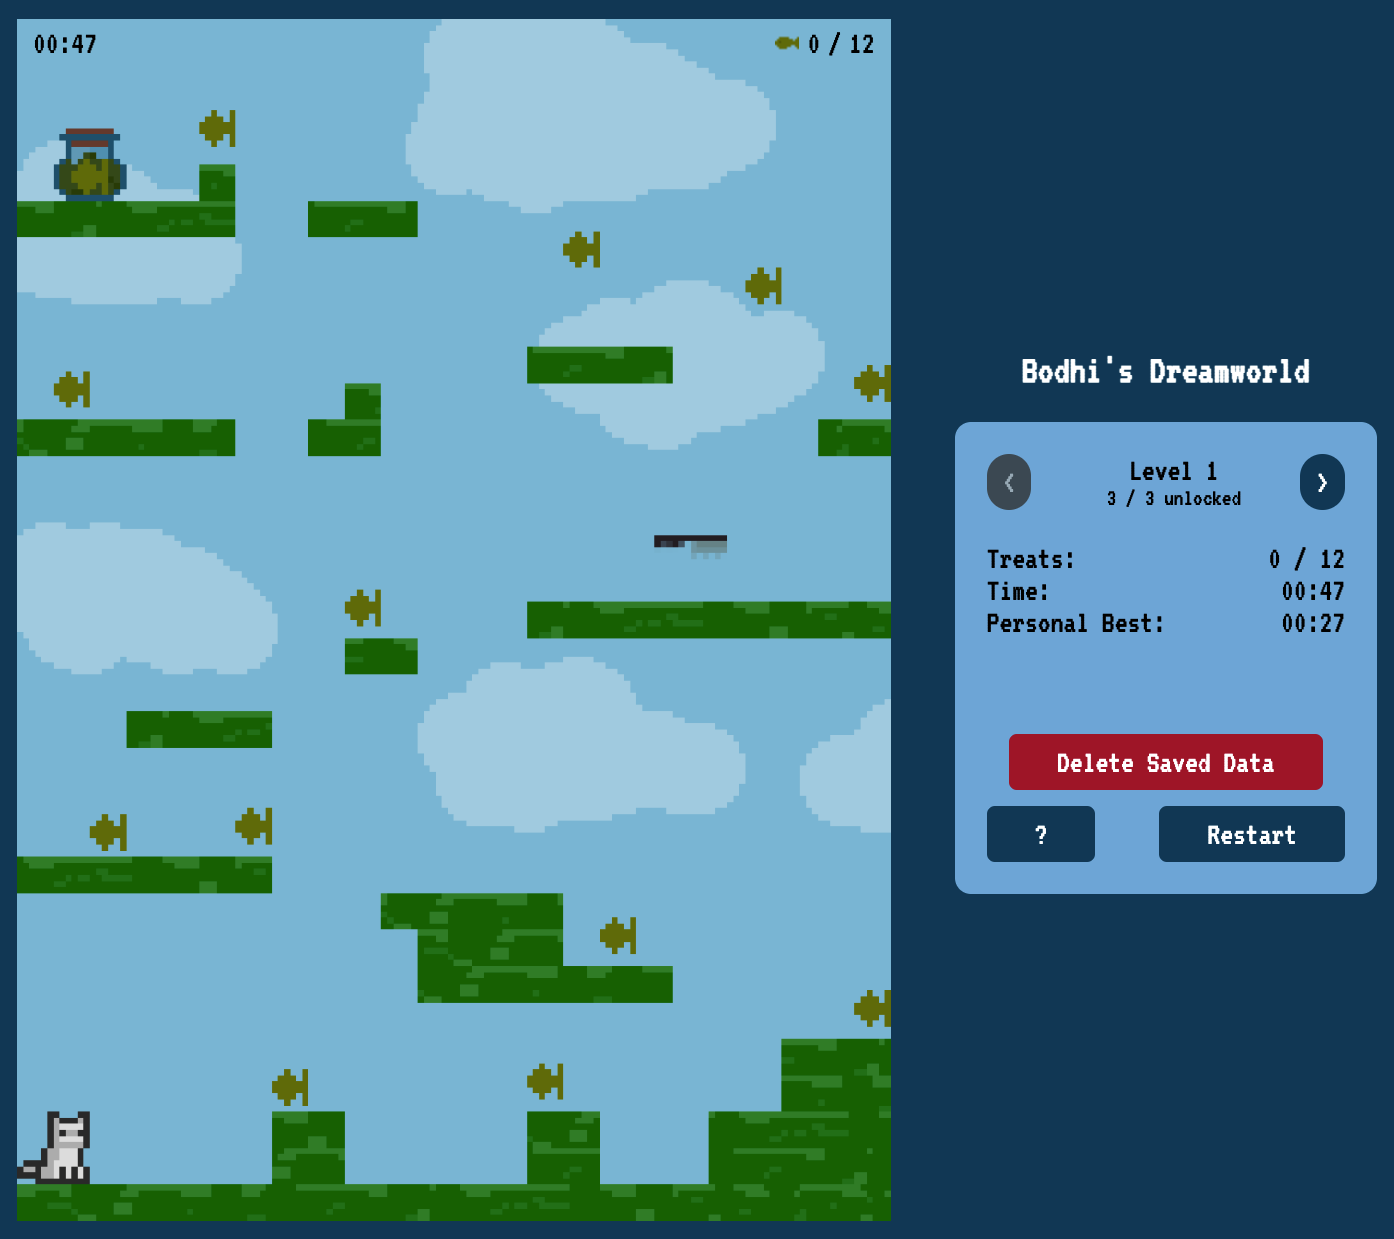 00:47
0 / 12
Bodhi's Dreamworld
‹
Level 1
›
3 / 3 unlocked
Treats: 0 / 12
Time: 00:47
Personal Best: 00:27
Delete Saved Data
?
Restart